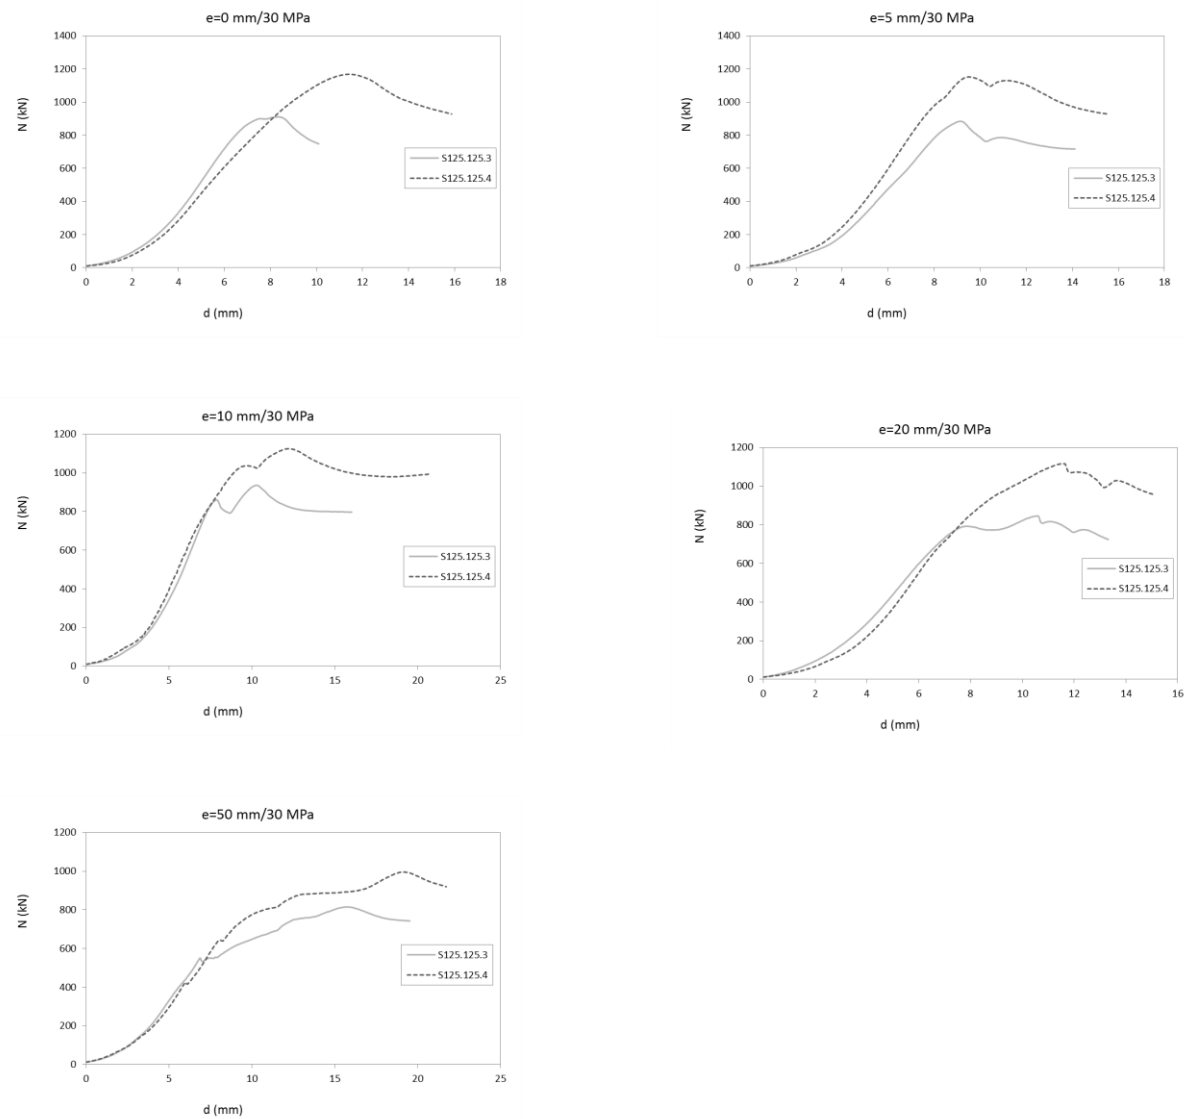 e=0 mm/30 MPa
1400
1200
1000
800
600
400
200
0
N (kN)
0 2 4 6 8 10 12 14 16 18
d (mm)
S125.125.3
S125.125.4
e=5 mm/30 MPa
1400
1200
1000
800
600
400
200
0
N (kN)
0 2 4 6 8 10 12 14 16 18
d (mm)
S125.125.3
S125.125.4
e=10 mm/30 MPa
1200
1000
800
600
400
200
0
N (kN)
0 5 10 15 20 25
d (mm)
S125.125.3
S125.125.4
e=20 mm/30 MPa
1200
1000
800
600
400
200
0
N (kN)
0 2 4 6 8 10 12 14 16
d (mm)
S125.125.3
S125.125.4
e=50 mm/30 MPa
1200
1000
800
600
400
200
0
N (kN)
0 5 10 15 20 25
d (mm)
S125.125.3
S125.125.4